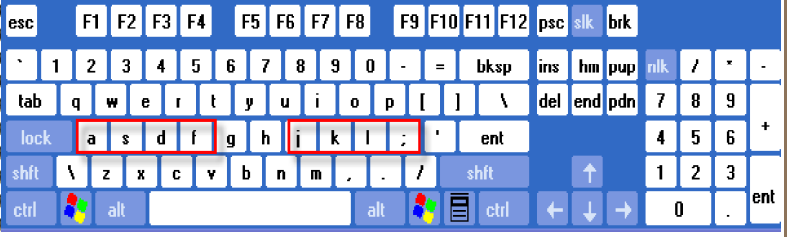 esc F1 F2 F3 F4 F5 F6 F7 F8 F9 F10 F11 F12 psc slk brk
` 1 2 3 4 5 6 7 8 9 0 - = bksp ins hm pup nlk / * -
tab q w e r t y u i o p [ ] \ del end pdn 7 8 9
lock a s d f g h j k l ; ' ent 4 5 6 +
shft \ z x c v b n m , . / shft ↑ 1 2 3
ctrl alt alt ctrl ← ↓ → 0 . ent